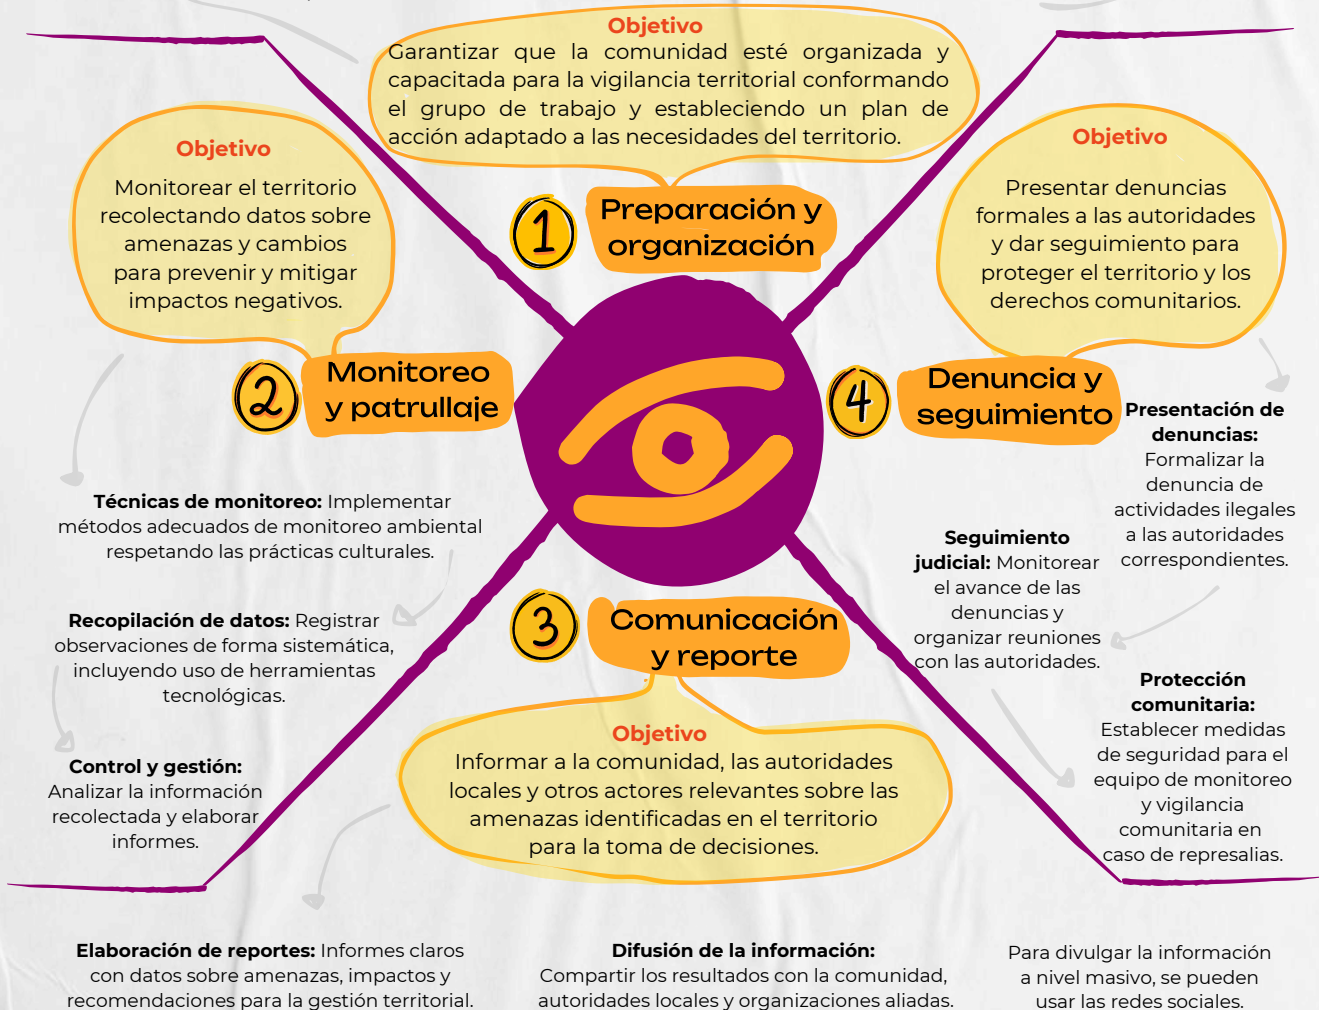 Objetivo
Garantizar que la comunidad esté organizada y
capacitada para la vigilancia territorial conformando
el grupo de trabajo y estableciendo un plan de
acción adaptado a las necesidades del territorio.
1
Preparación y
organización
Objetivo
Monitorear el territorio
recolectando datos sobre
amenazas y cambios
para prevenir y mitigar
impactos negativos.
2
Monitoreo
y patrullaje
Técnicas de monitoreo: Implementar
métodos adecuados de monitoreo ambiental
respetando las prácticas culturales.
Recopilación de datos: Registrar
observaciones de forma sistemática,
incluyendo uso de herramientas
tecnológicas.
Control y gestión:
Analizar la información
recolectada y elaborar
informes.
3
Comunicación
y reporte
Objetivo
Informar a la comunidad, las autoridades
locales y otros actores relevantes sobre las
amenazas identificadas en el territorio
para la toma de decisiones.
Elaboración de reportes: Informes claros
con datos sobre amenazas, impactos y
recomendaciones para la gestión territorial.
Difusión de la información:
Compartir los resultados con la comunidad,
autoridades locales y organizaciones aliadas.
Para divulgar la información
a nivel masivo, se pueden
usar las redes sociales.
Objetivo
Presentar denuncias
formales a las autoridades
y dar seguimiento para
proteger el territorio y los
derechos comunitarios.
4
Denuncia y
seguimiento
Presentación de
denuncias:
Formalizar la
denuncia de
actividades ilegales
a las autoridades
correspondientes.
Seguimiento
judicial: Monitorear
el avance de las
denuncias y
organizar reuniones
con las autoridades.
Protección
comunitaria:
Establecer medidas
de seguridad para el
equipo de monitoreo
y vigilancia
comunitaria en
caso de represalias.